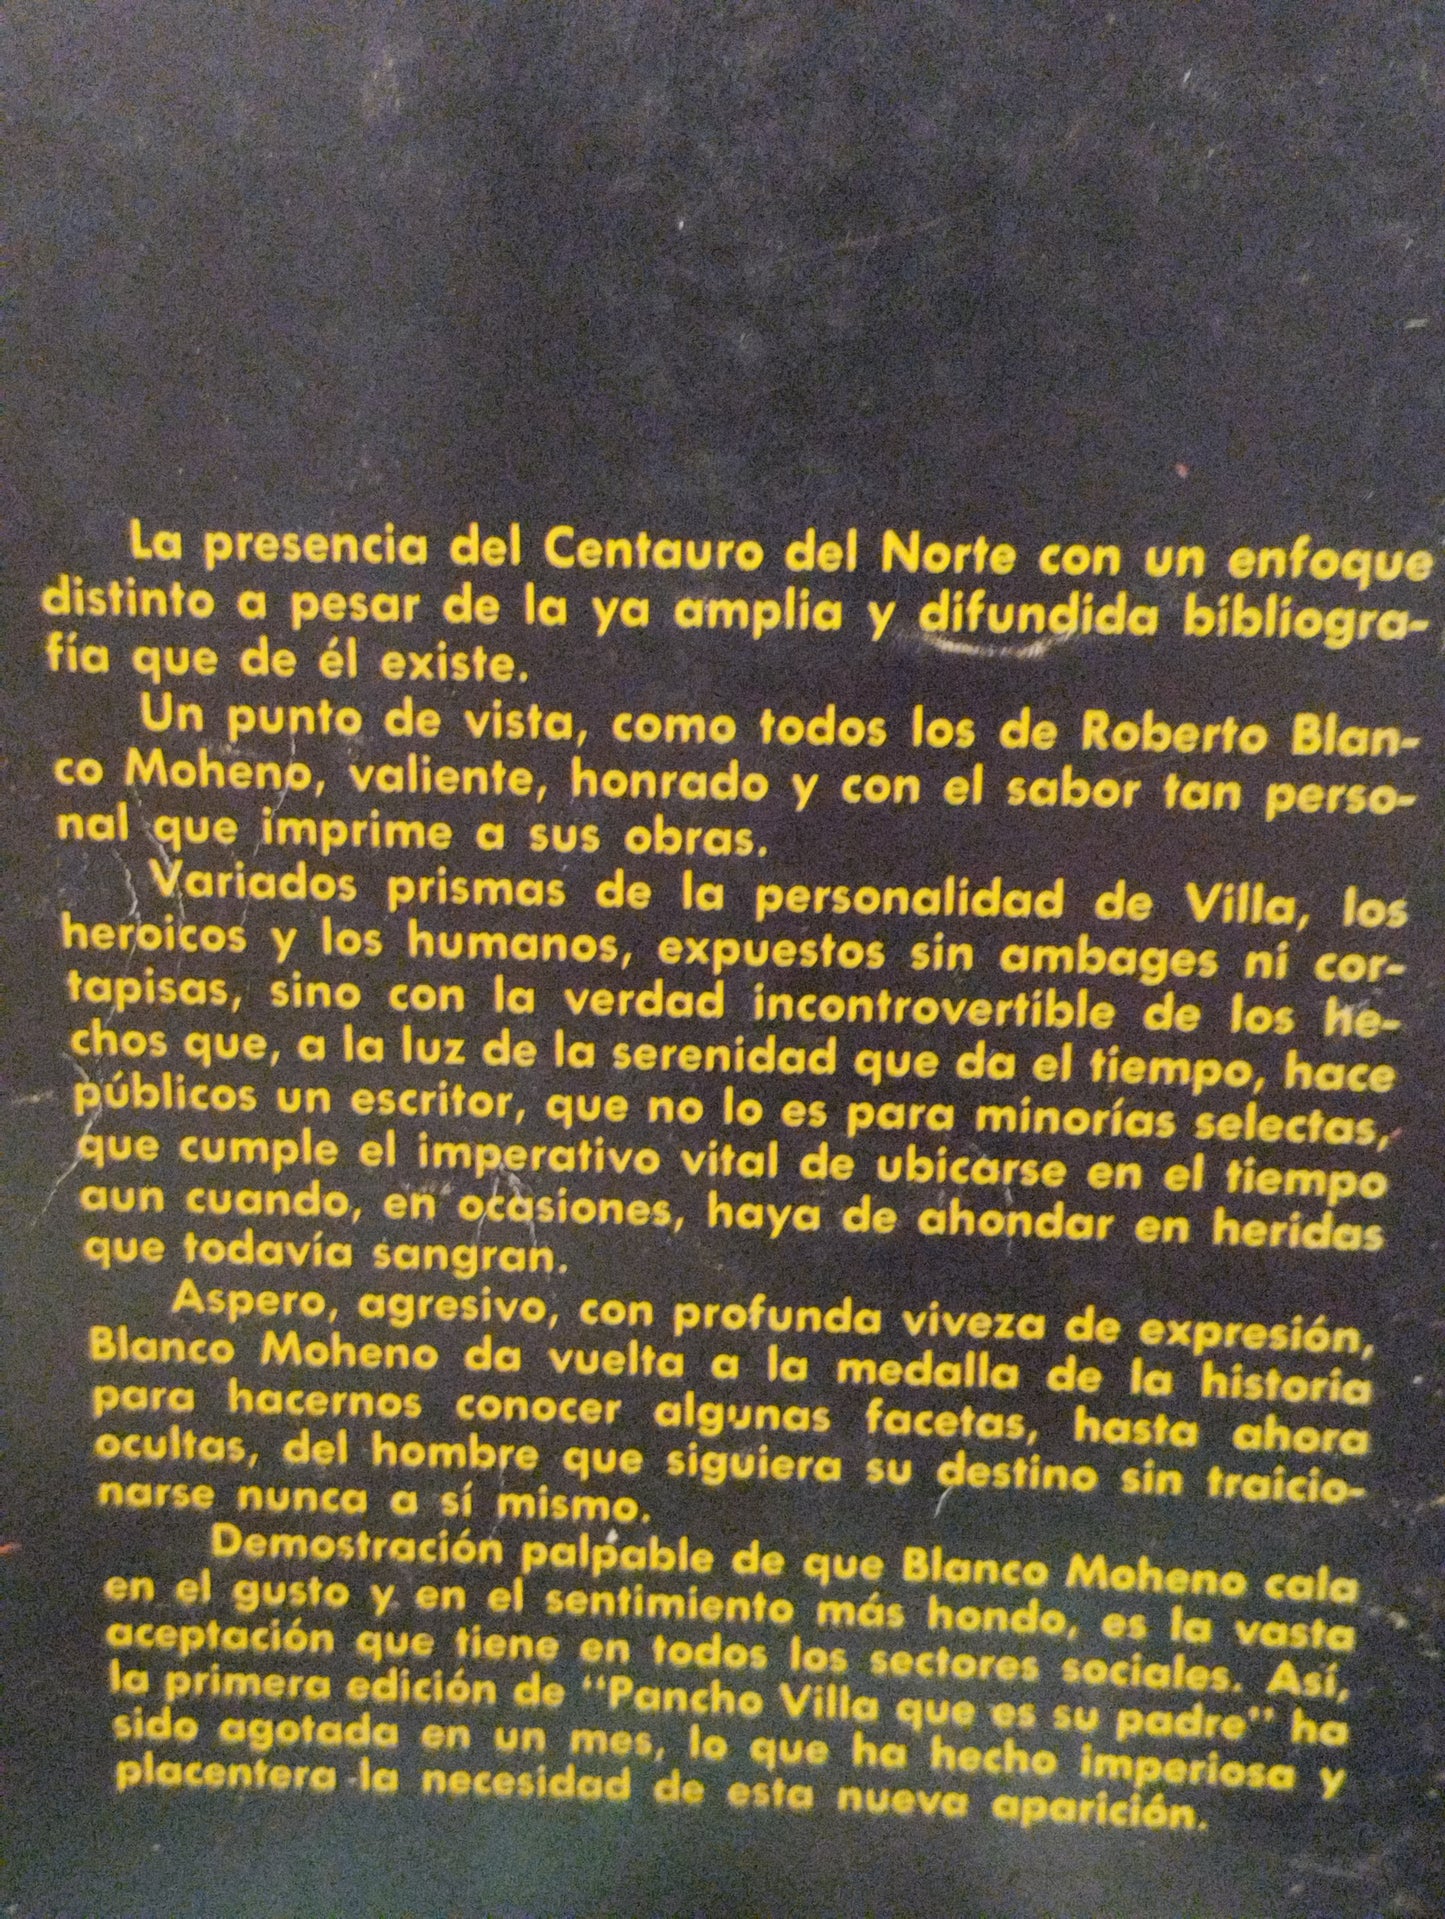 La presencia del Centauro del Norte con un enfoque
distinto a pesar de la ya amplia y difundida bibliogra-
fía que de él existe.
Un punto de vista, como todos los de Roberto Blan-
co Moheno, valiente, honrado y con el sabor tan perso-
nal que imprime a sus obras.
Variados prismas de la personalidad de Villa, los
heroicos y los humanos, expuestos sin ambages ni cor-
tapisas, sino con la verdad incontrovertible de los he-
chos que, a la luz de la serenidad que da el tiempo, hace
públicos un escritor, que no lo es para minorías selectas,
que cumple el imperativo vital de ubicarse en el tiempo
aun cuando, en ocasiones, haya de ahondar en heridas
que todavía sangran.
Aspero, agresivo, con profunda viveza de expresión,
Blanco Moheno da vuelta a la medalla de la historia
para hacernos conocer algunas facetas, hasta ahora
ocultas, del hombre que siguiera su destino sin traicio-
narse nunca a sí mismo.
Demostración palpable de que Blanco Moheno cala
en el gusto y en el sentimiento más hondo, es la vasta
aceptación que tiene en todos los sectores sociales. Así,
la primera edición de "Pancho Villa que es su padre" ha
sido agotada en un mes, lo que ha hecho imperiosa y
placentera la necesidad de esta nueva aparición.